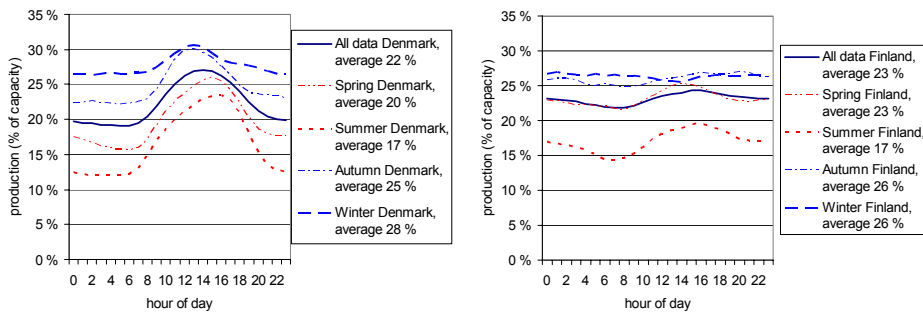 35 %
30 %
25 %
20 %
15 %
10 %
5 %
0 %
production (% of capacity)
0 2 4 6 8 10 12 14 16 18 20 22
hour of day
All data Denmark,
average 22 %
Spring Denmark,
average 20 %
Summer Denmark,
average 17 %
Autumn Denmark,
average 25 %
Winter Denmark,
average 28 %
35 %
30 %
25 %
20 %
15 %
10 %
5 %
0 %
production (% of capacity)
0 2 4 6 8 10 12 14 16 18 20 22
hour of day
All data Finland,
average 23 %
Spring Finland,
average 23 %
Summer Finland,
average 17 %
Autumn Finland,
average 26 %
Winter Finland,
average 26 %